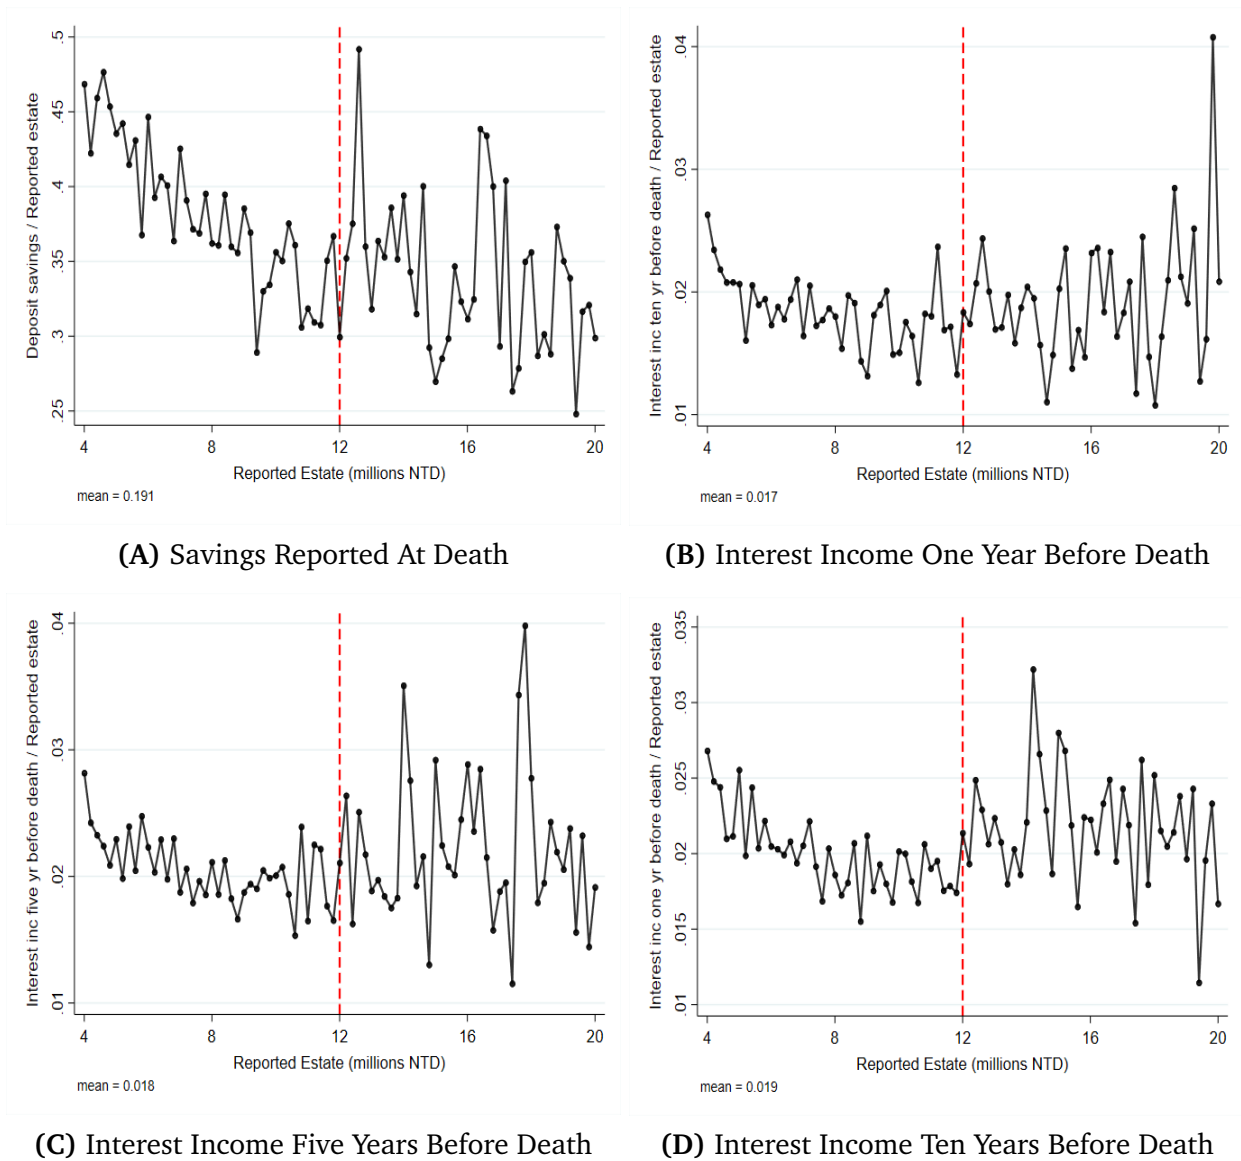 Deposit savings / Reported estate
.5
.45
.4
.35
.3
.25
4 8 12 16 20
Reported Estate (millions NTD)
mean = 0.191
(A) Savings Reported At Death
Interest inc ten yr before death / Reported estate
.04
.03
.02
.01
4 8 12 16 20
Reported Estate (millions NTD)
mean = 0.017
(B) Interest Income One Year Before Death
Interest inc five yr before death / Reported estate
.04
.03
.02
.01
4 8 12 16 20
Reported Estate (millions NTD)
mean = 0.018
(C) Interest Income Five Years Before Death
Interest inc one yr before death / Reported estate
.035
.03
.025
.02
.015
.01
4 8 12 16 20
Reported Estate (millions NTD)
mean = 0.019
(D) Interest Income Ten Years Before Death